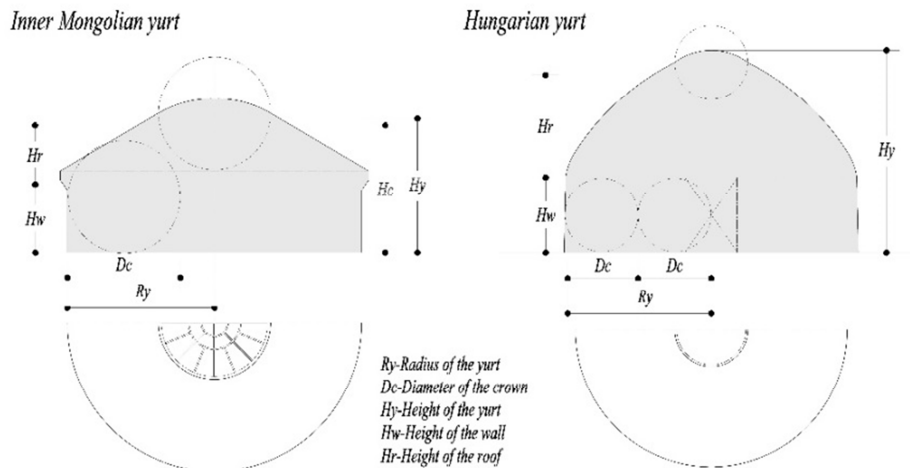 Inner Mongolian yurt
Hungarian yurt
Hr
Hw
Hc
Hy
Dc
Ry
Hr
Hw
Hy
Dc
Dc
Ry
Ry-Radius of the yurt
Dc-Diameter of the crown
Hy-Height of the yurt
Hw-Height of the wall
Hr-Height of the roof